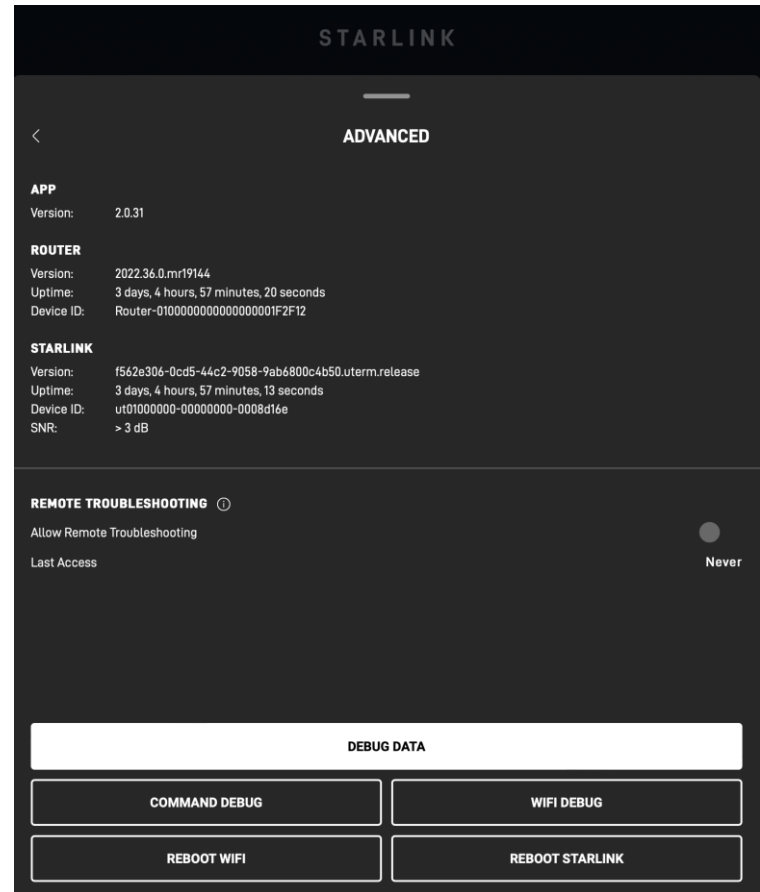 STARLINK
ADVANCED
APP
Version: 2.0.31
ROUTER
Version: 2022.36.0.mr19144
Uptime: 3 days, 4 hours, 57 minutes, 20 seconds
Device ID: Router-0100000000000000001F2F12
STARLINK
Version: f562e306-0cd5-44c2-9058-9ab6800c4b50.uterm.release
Uptime: 3 days, 4 hours, 57 minutes, 13 seconds
Device ID: ut01000000-00000000-0008d16e
SNR: > 3 dB
REMOTE TROUBLESHOOTING
Allow Remote Troubleshooting
Last Access Never
DEBUG DATA
COMMAND DEBUG WIFI DEBUG
REBOOT WIFI REBOOT STARLINK